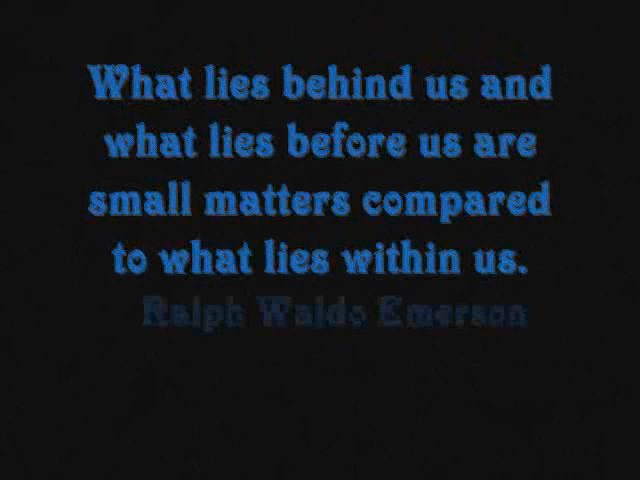 What lies behind us and
what lies before us are
small matters compared
to what lies within us.
Ralph Waldo Emerson